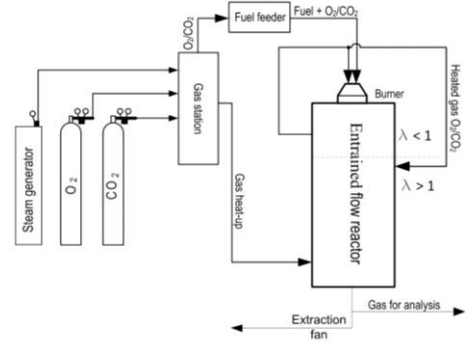 Fuel feeder
Fuel + O₂/CO₂
O₂/CO₂
Gas station
Burner
Heated gas O₂/CO₂
Steam generator
O₂
CO₂
Entrained flow reactor
λ < 1
λ > 1
Gas heat-up
Gas for analysis
Extraction
fan